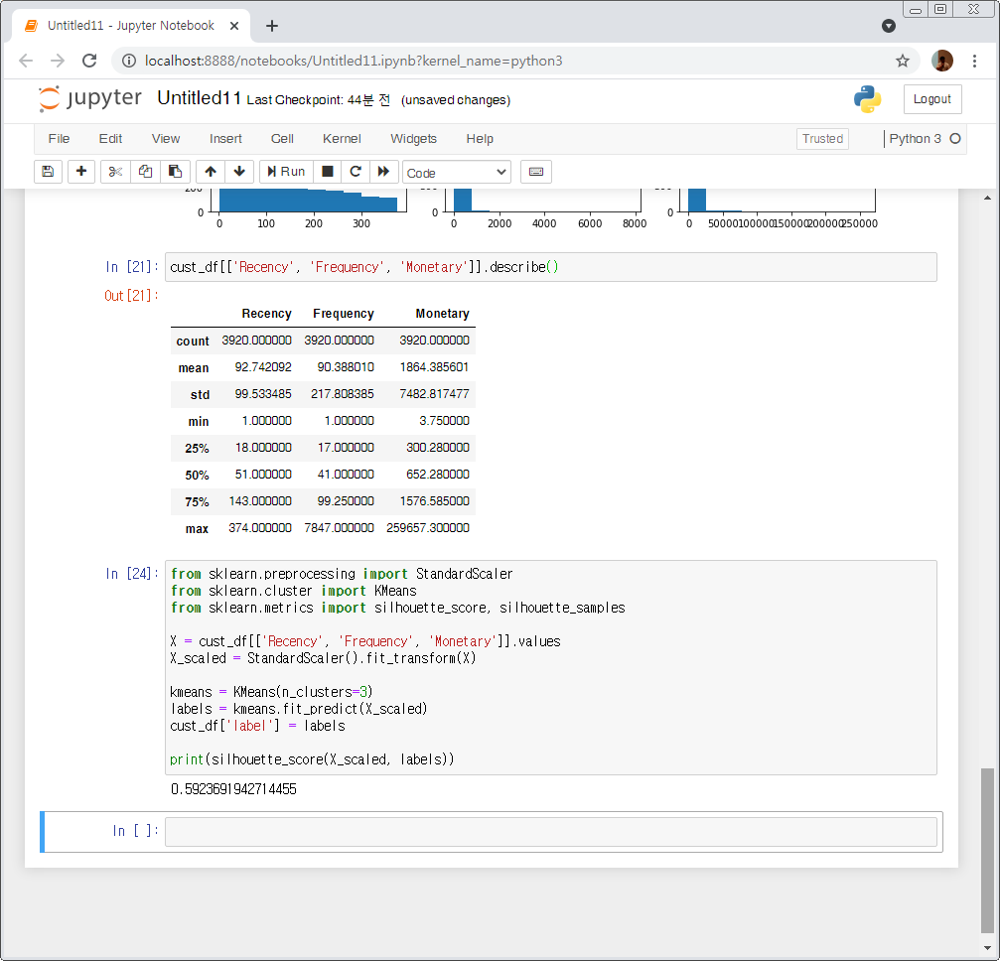 Untitled11 - Jupyter Notebook
localhost:8888/notebooks/Untitled11.ipynb?kernel_name=python3
jupyter Untitled11 Last Checkpoint: 44분 전 (unsaved changes) Logout
File Edit View Insert Cell Kernel Widgets Help Trusted Python 3
Run Code
0 0 0
0 100 200 300 0 2000 4000 6000 8000 0 50000 100000 150000 200000 250000
In [21]: cust_df[['Recency', 'Frequency', 'Monetary']].describe()
Out[21]:
Recency Frequency Monetary
count 3920.000000 3920.000000 3920.000000
mean 92.742092 90.388010 1864.385601
std 99.533485 217.808385 7482.817477
min 1.000000 1.000000 3.750000
25% 18.000000 17.000000 300.280000
50% 51.000000 41.000000 652.280000
75% 143.000000 99.250000 1576.585000
max 374.000000 7847.000000 259657.300000
In [24]: from sklearn.preprocessing import StandardScaler
from sklearn.cluster import KMeans
from sklearn.metrics import silhouette_score, silhouette_samples
X = cust_df[['Recency', 'Frequency', 'Monetary']].values
X_scaled = StandardScaler().fit_transform(X)
kmeans = KMeans(n_clusters=3)
labels = kmeans.fit_predict(X_scaled)
cust_df['label'] = labels
print(silhouette_score(X_scaled, labels))
0.5923691942714455
In [ ]: